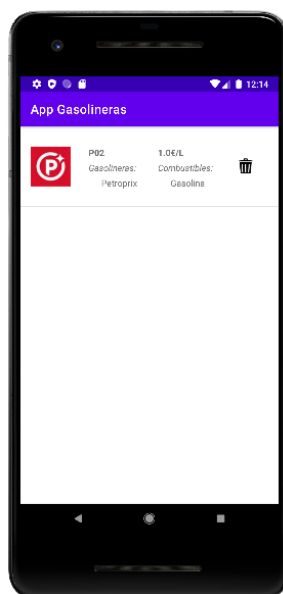 12:14
App Gasolineras
P02 1.0€/L
Gasolineras: Combustibles:
Petroprix Gasolina